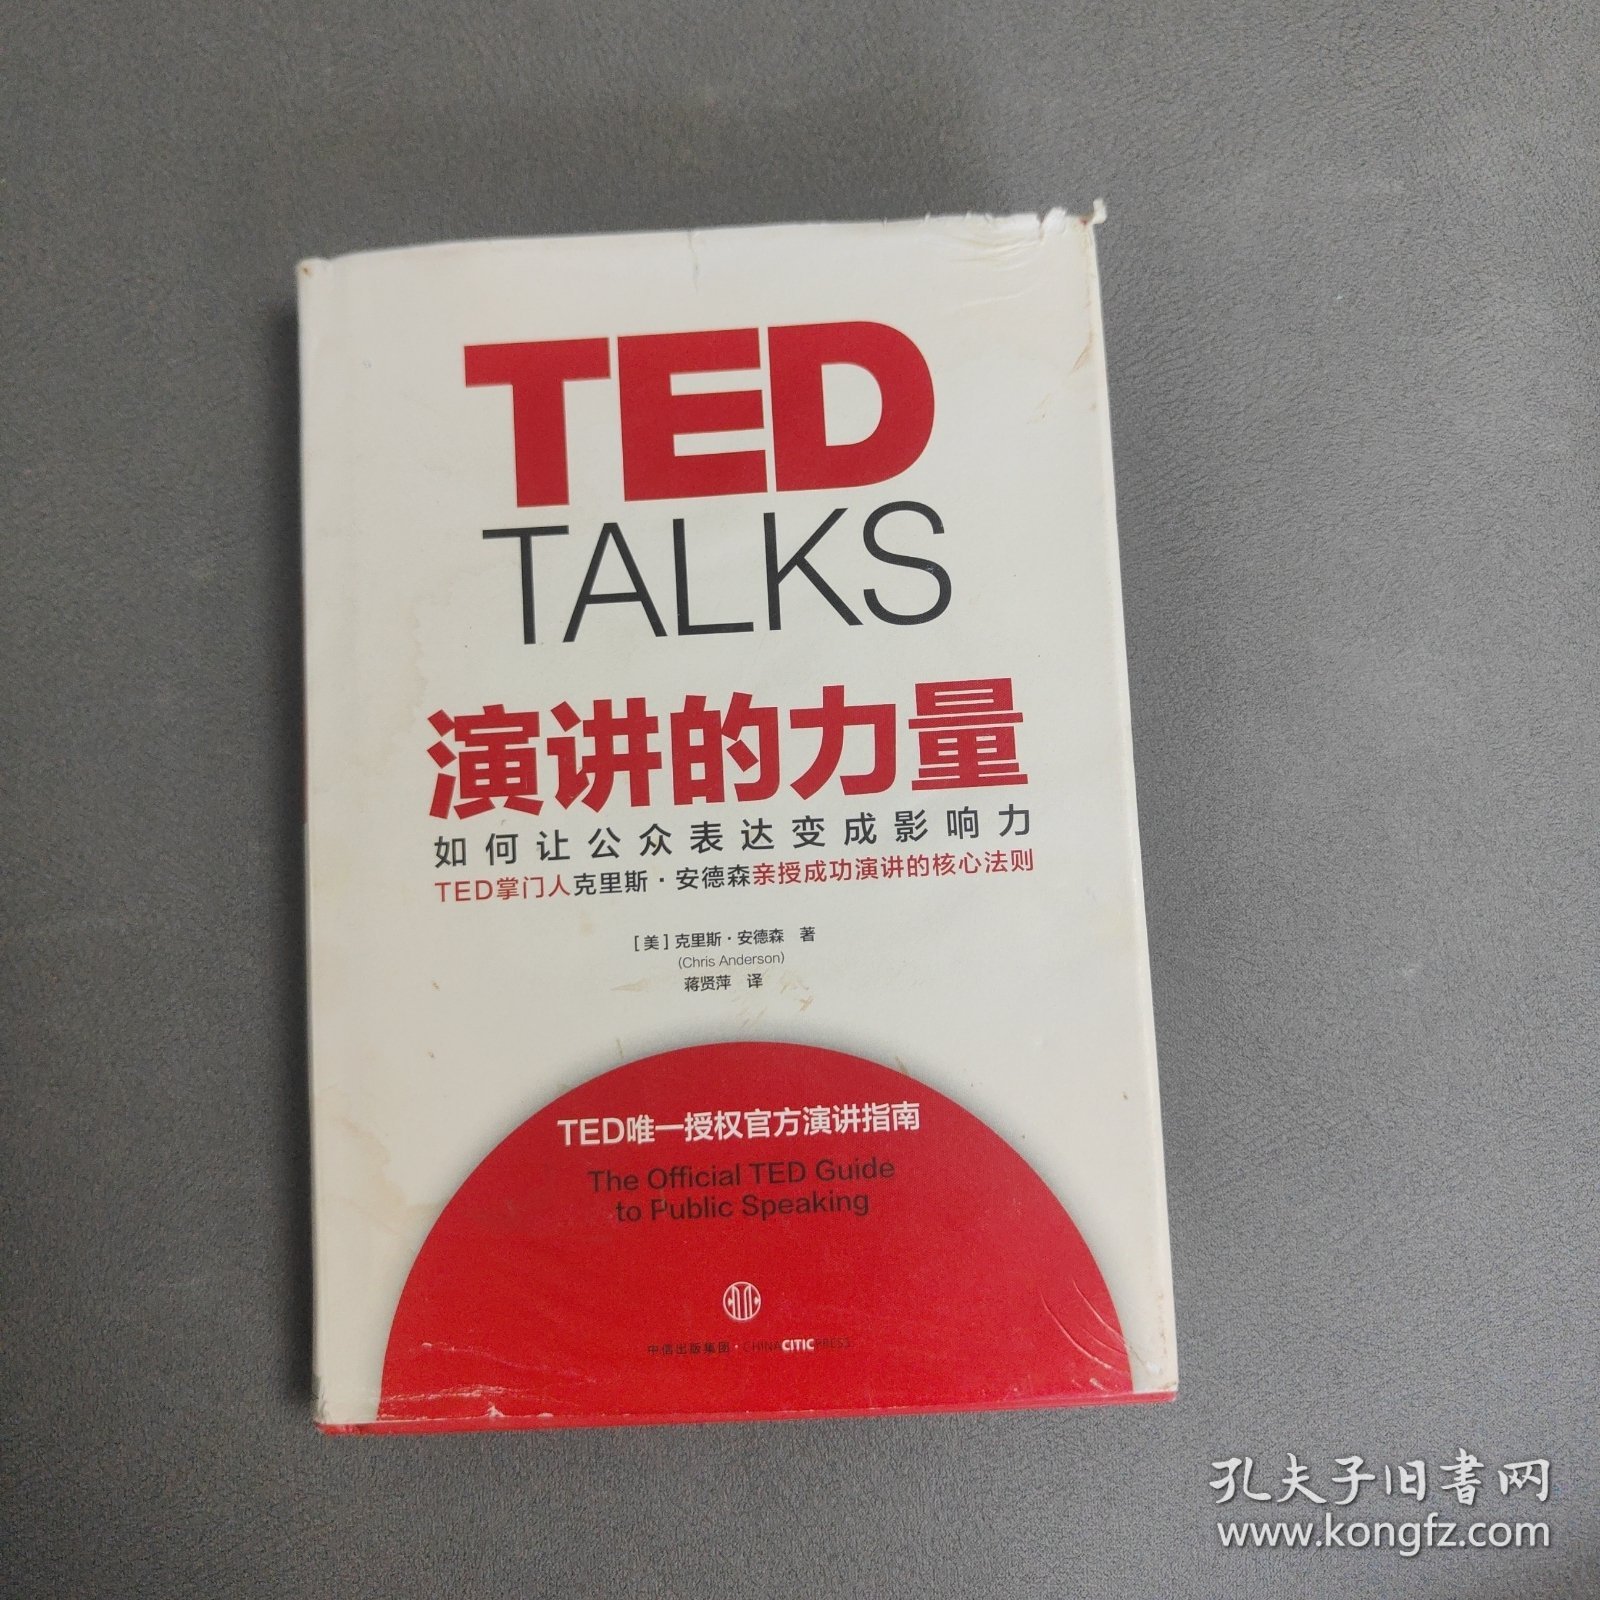 TED
TALKS
演讲的力量
如何让公众表达变成影响力
TED掌门人克里斯·安德森亲授成功演讲的核心法则
[美]克里斯·安德森 著
(Chris Anderson)
蒋贤萍 译
TED唯一授权官方演讲指南
The Official TED Guide
to Public Speaking
中信出版集团·CHINACITICPRESS
孔夫子旧书网
www.kongfz.com